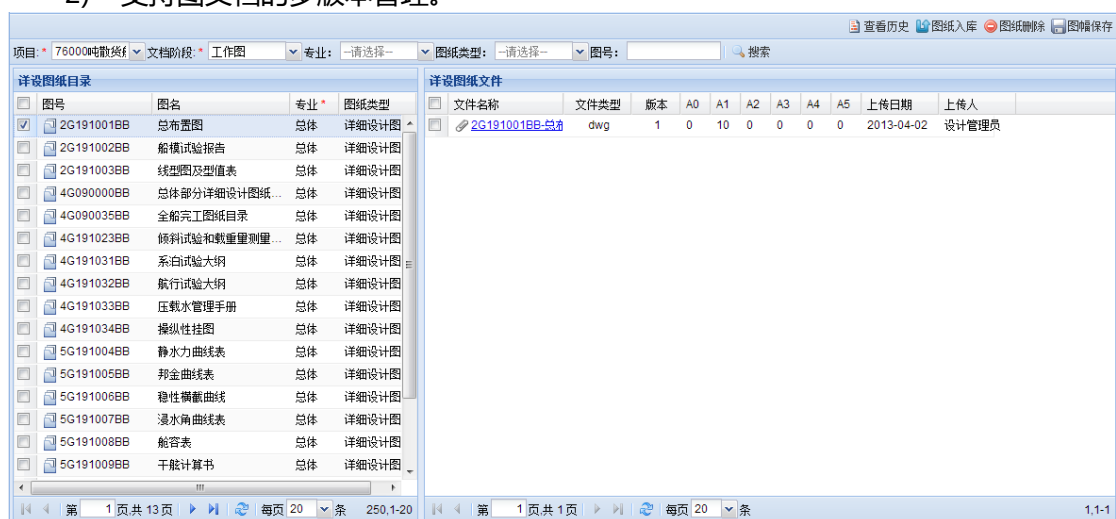 2) 支持图文档的多版本管理。
查看历史 图纸入库 图纸删除 图幅保存
项目:* 76000吨散货船 文档阶段:* 工作图 专业: --请选择-- 图纸类型: --请选择-- 图号: 搜索
详设图纸目录 详设图纸文件
图号 图名 专业* 图纸类型 文件名称 文件类型 版本 A0 A1 A2 A3 A4 A5 上传日期 上传人
2G191001BB 总布置图 总体 详细设计图 2G191001BB-总布 dwg 1 0 10 0 0 0 0 2013-04-02 设计管理员
2G191002BB 船模试验报告 总体 详细设计图
2G191003BB 线型图及型值表 总体 详细设计图
4G090000BB 总体部分详细设计图纸... 总体 详细设计图
4G090035BB 全船完工图纸目录 总体 详细设计图
4G191023BB 倾斜试验和载重量测量... 总体 详细设计图
4G191031BB 系泊试验大纲 总体 详细设计图
4G191032BB 航行试验大纲 总体 详细设计图
4G191033BB 压载水管理手册 总体 详细设计图
4G191034BB 操纵性挂图 总体 详细设计图
5G191004BB 静水力曲线表 总体 详细设计图
5G191005BB 邦金曲线表 总体 详细设计图
5G191006BB 稳性横截曲线 总体 详细设计图
5G191007BB 浸水角曲线表 总体 详细设计图
5G191008BB 舱容表 总体 详细设计图
5G191009BB 干舷计算书 总体 详细设计图
第 1 页,共 13 页 每页 20 条 250,1-20 第 1 页,共 1 页 每页 20 条 1,1-1